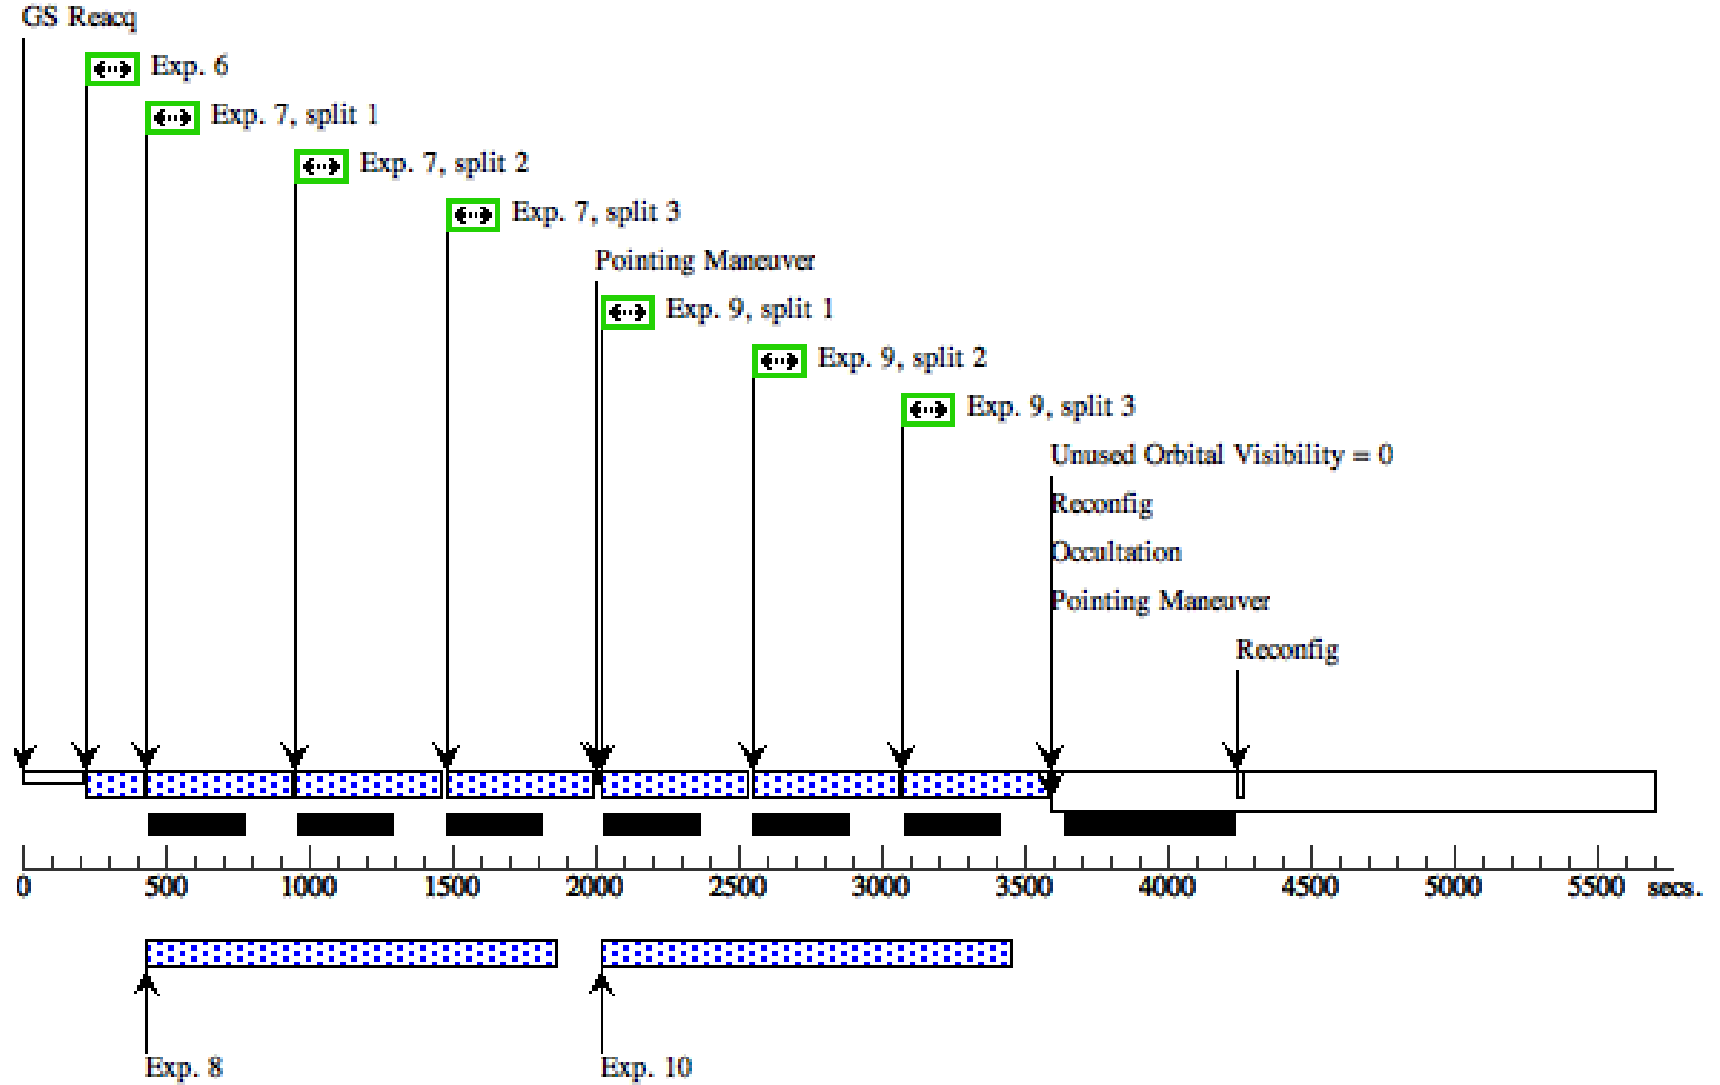 GS Reacq
Exp. 6
Exp. 7, split 1
Exp. 7, split 2
Exp. 7, split 3
Pointing Maneuver
Exp. 9, split 1
Exp. 9, split 2
Exp. 9, split 3
Unused Orbital Visibility = 0
Reconfig
Occultation
Pointing Maneuver
Reconfig
0 500 1000 1500 2000 2500 3000 3500 4000 4500 5000 5500 secs.
Exp. 8 Exp. 10